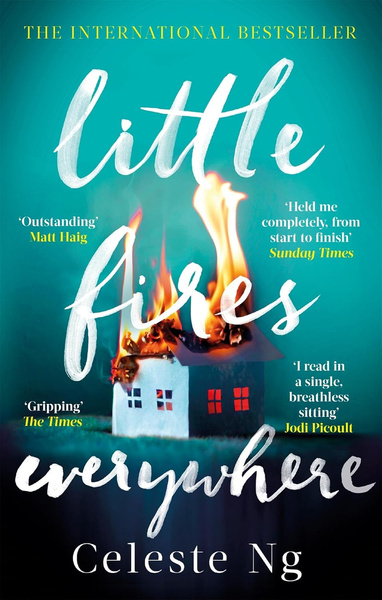 THE INTERNATIONAL BESTSELLER
little
‘Outstanding’
Matt Haig
‘Held me
completely, from
start to finish’
Sunday Times
fires
‘Gripping’
The Times
‘I read in
a single,
breathless
sitting’
Jodi Picoult
everywhere
Celeste Ng